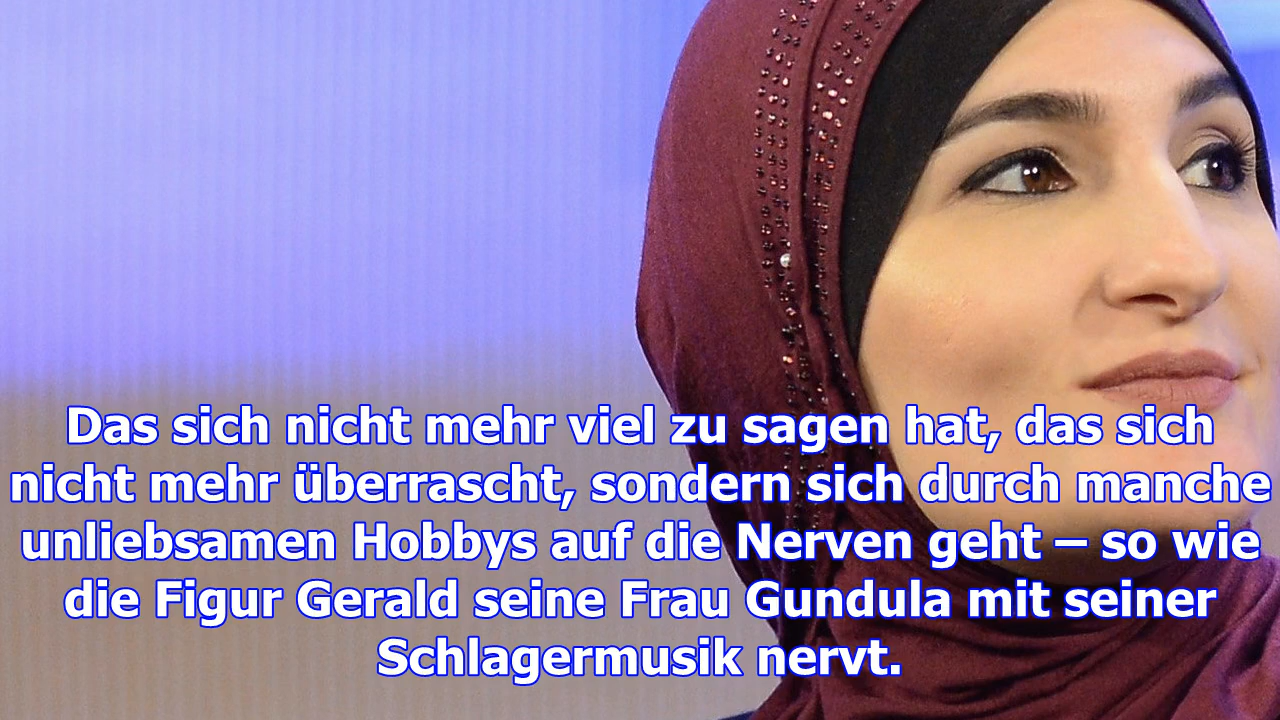 Das sich nicht mehr viel zu sagen hat, das sich
nicht mehr überrascht, sondern sich durch manche
unliebsamen Hobbys auf die Nerven geht – so wie
die Figur Gerald seine Frau Gundula mit seiner
Schlagermusik nervt.